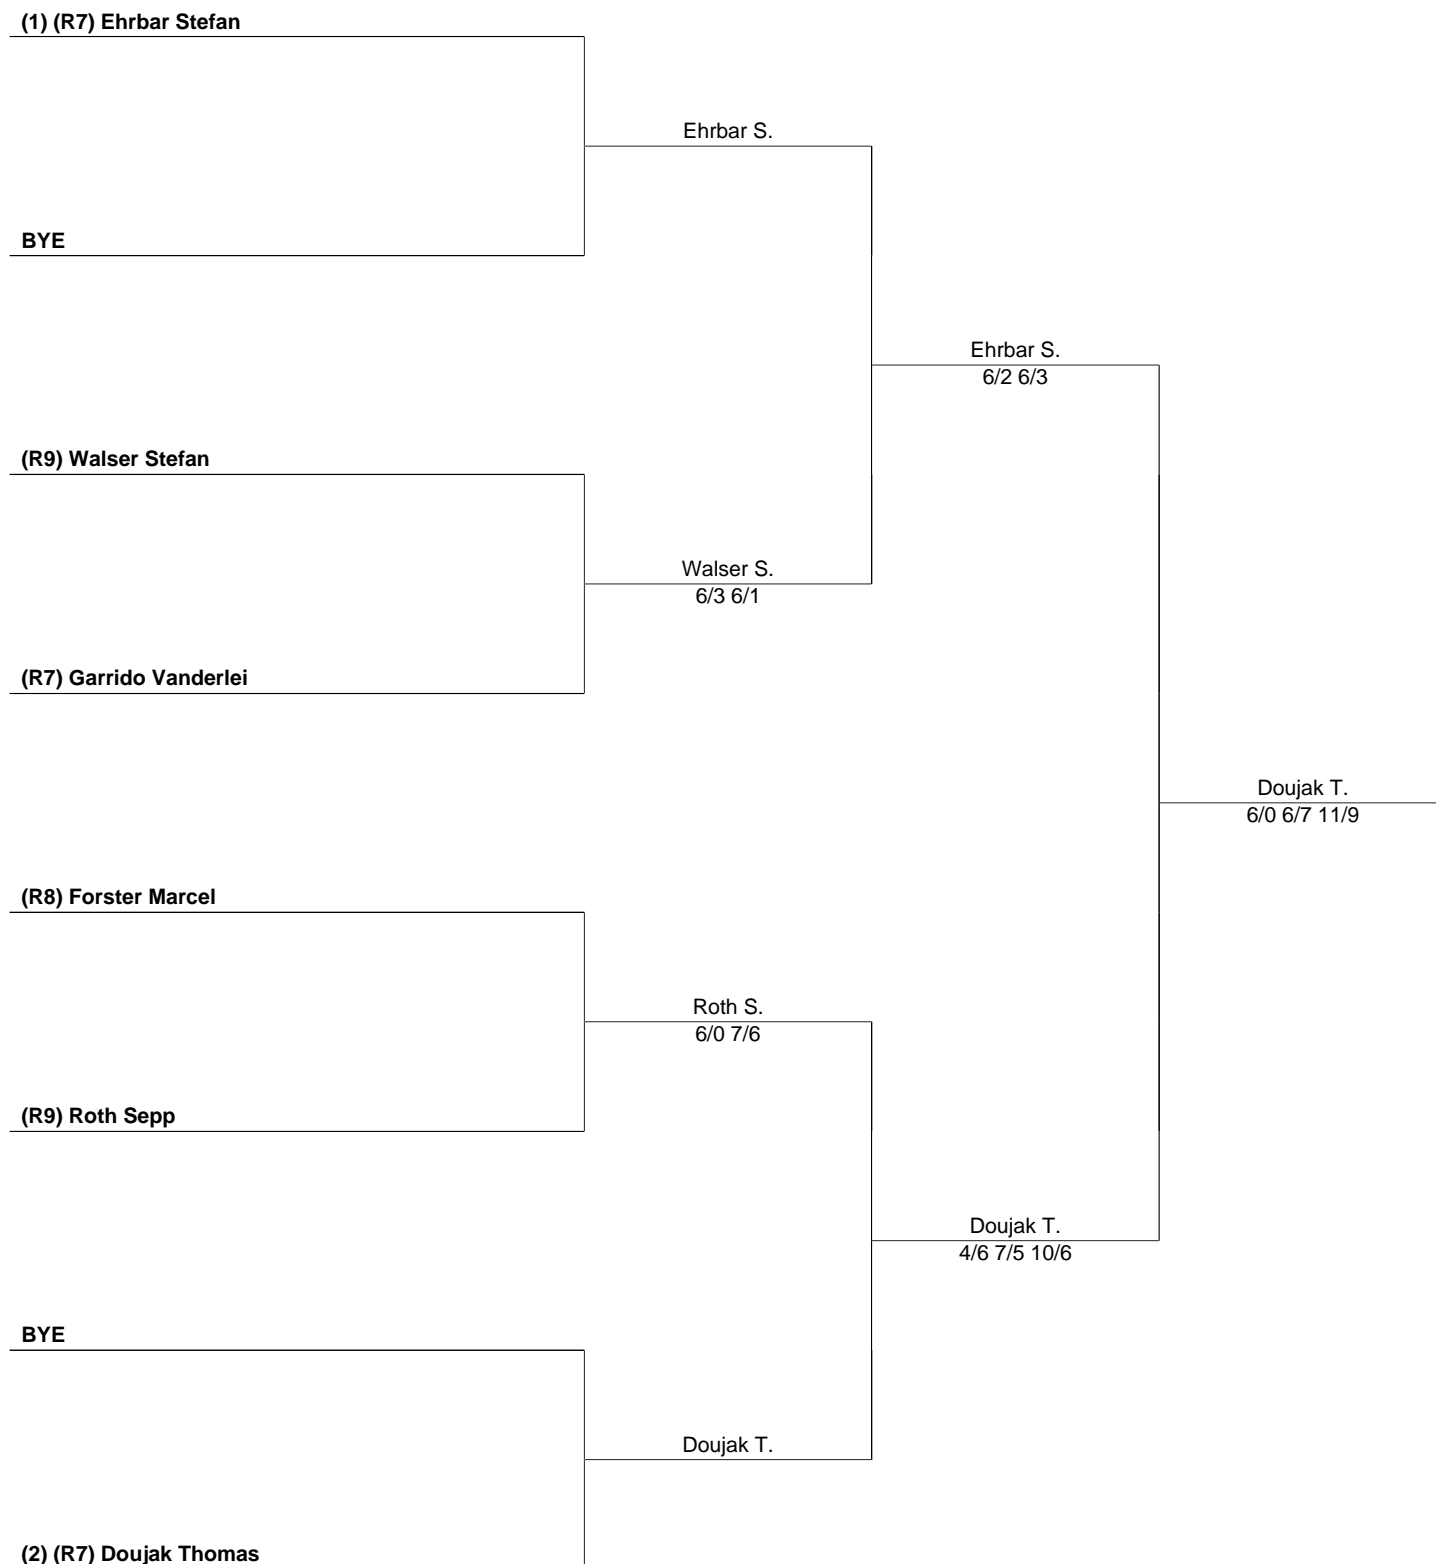 (1) (R7) Ehrbar Stefan
Ehrbar S.
BYE
Ehrbar S.
6/2 6/3
(R9) Walser Stefan
Walser S.
6/3 6/1
(R7) Garrido Vanderlei
Doujak T.
6/0 6/7 11/9
(R8) Forster Marcel
Roth S.
6/0 7/6
(R9) Roth Sepp
Doujak T.
4/6 7/5 10/6
BYE
Doujak T.
(2) (R7) Doujak Thomas